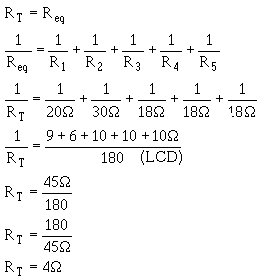 R_T = R_eq
1/R_eq = 1/R_1 + 1/R_2 + 1/R_3 + 1/R_4 + 1/R_5
1/R_T = 1/20Ω + 1/30Ω + 1/18Ω + 1/18Ω + 1/18Ω
1/R_T = 9 + 6 + 10 + 10 + 10Ω/180 (LCD)
R_T = 45Ω/180
R_T = 180/45Ω
R_T = 4Ω